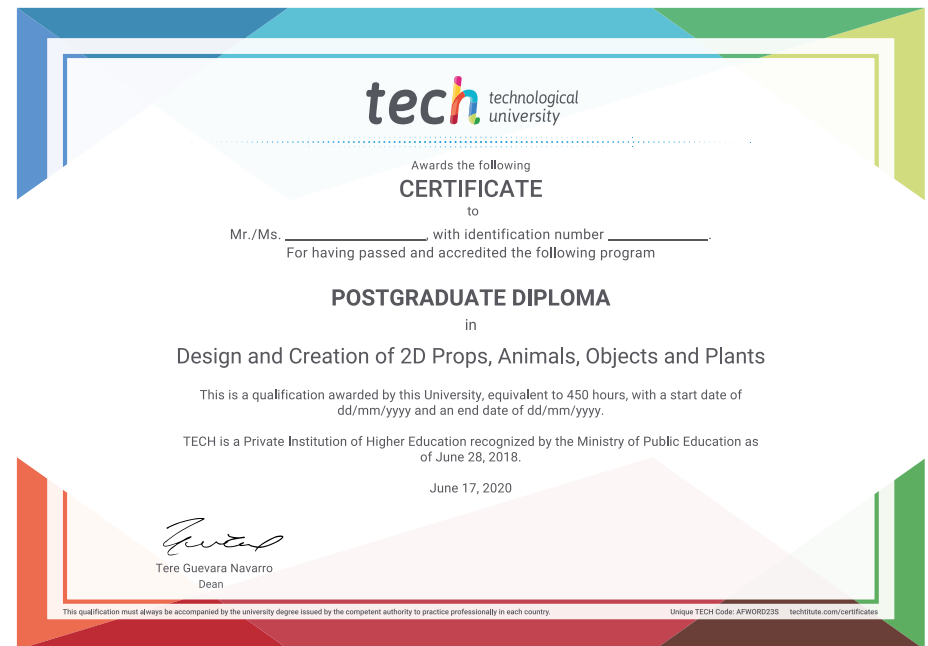 tech technological
university
Awards the following
CERTIFICATE
to
Mr./Ms. ____________________, with identification number ______________.
For having passed and accredited the following program
POSTGRADUATE DIPLOMA
in
Design and Creation of 2D Props, Animals, Objects and Plants
This is a qualification awarded by this University, equivalent to 450 hours, with a start date of
dd/mm/yyyy and an end date of dd/mm/yyyy.
TECH is a Private Institution of Higher Education recognized by the Ministry of Public Education as
of June 28, 2018.
June 17, 2020
Tere Guevara Navarro
Dean
This qualification must always be accompanied by the university degree issued by the competent authority to practice professionally in each country. Unique TECH Code: AFWORD23S techtitute.com/certificates